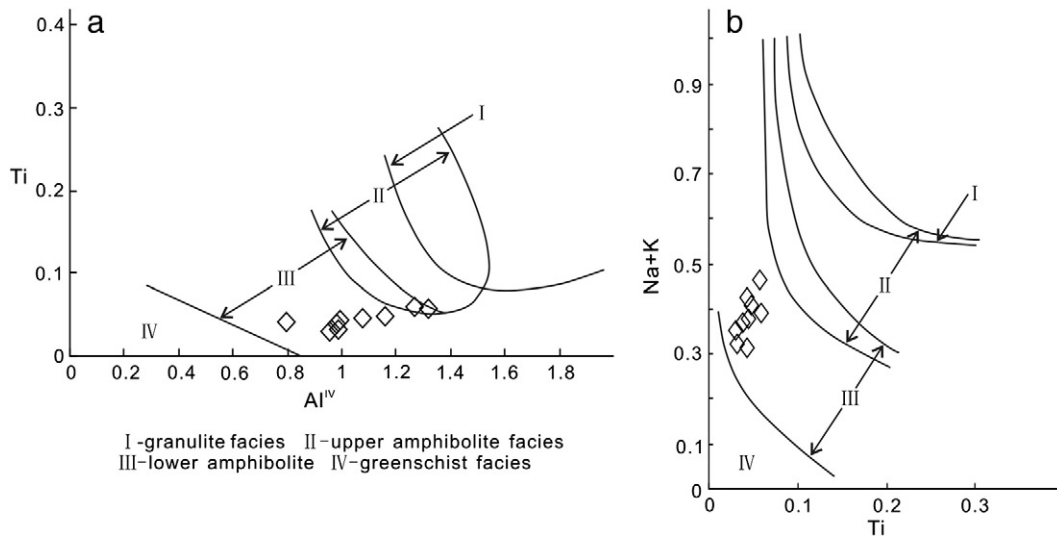 a
0.4
0.3
Ti
0.2
0.1
0
I
II
III
IV
0 0.2 0.4 0.6 0.8 1 1.2 1.4 1.6 1.8
Al^IV
I-granulite facies II-upper amphibolite facies
III-lower amphibolite IV-greenschist facies
b
0.9
0.7
Na+K
0.5
0.3
0.1
0
I
II
III
IV
0 0.1 0.2 0.3
Ti